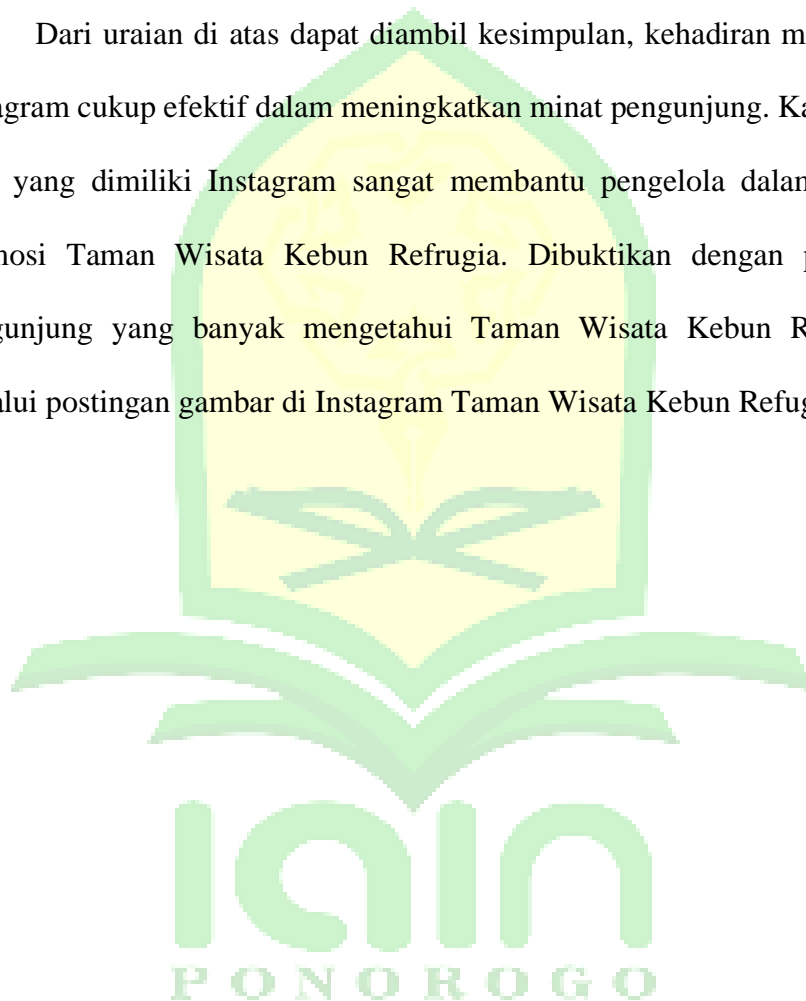 Dari uraian di atas dapat diambil kesimpulan, kehadiran m
agram cukup efektif dalam meningkatkan minat pengunjung. Ka
yang dimiliki Instagram sangat membantu pengelola dalam
nosi Taman Wisata Kebun Refrugia. Dibuktikan dengan p
gunjung yang banyak mengetahui Taman Wisata Kebun R
alui postingan gambar di Instagram Taman Wisata Kebun Refug
iain
PONOROGO